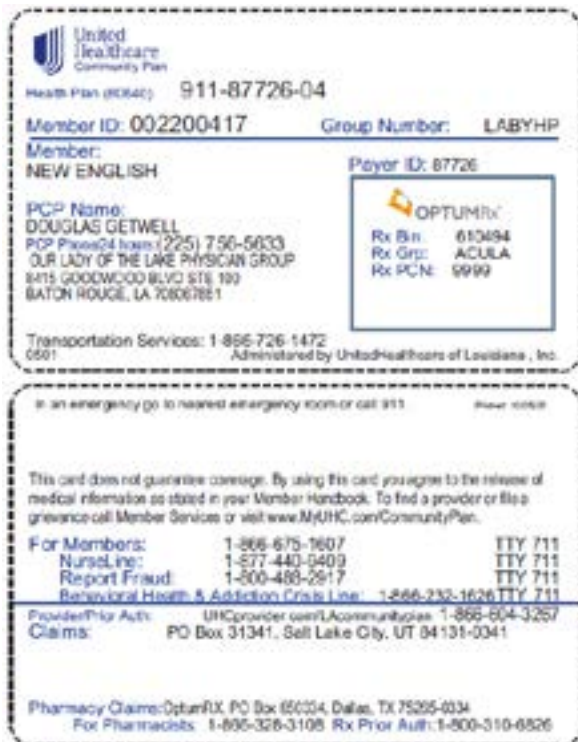 United
Healthcare
Community Plan
Health Plan (80840) 911-87726-04
Member ID: 002200417 Group Number: LABYHP
Member:
NEW ENGLISH
Payer ID: 87726
PCP Name:
DOUGLAS GETWELL
PCP Phone24 hours: (225) 756-5633
OUR LADY OF THE LAKE PHYSICIAN GROUP
8415 GOODWOOD BLVD STE 100
BATON ROUGE, LA 708067851
OPTUMRx
Rx Bin: 610494
Rx Grp: ACULA
Rx PCN: 9999
Transportation Services: 1-866-726-1472
0501 Administered by UnitedHealthcare of Louisiana, Inc.
In an emergency go to nearest emergency room or call 911
This card does not guarantee coverage. By using this card you agree to the release of
medical information as stated in your Member Handbook. To find a provider or file a
grievance call Member Services or visit www.MyUHC.com/CommunityPlan.
For Members: 1-866-675-1607 TTY 711
NurseLine: 1-877-440-9409 TTY 711
Report Fraud: 1-800-488-2917 TTY 711
Behavioral Health & Addiction Crisis Line: 1-866-232-1626 TTY 711
Provider/Prior Auth: UHCprovider.com/LAcommunityplan 1-866-604-3267
Claims: PO Box 31341, Salt Lake City, UT 84131-0341
Pharmacy Claims: OptumRX, PO Box 650334, Dallas, TX 75265-0334
For Pharmacists: 1-866-328-3108 Rx Prior Auth: 1-800-310-6826